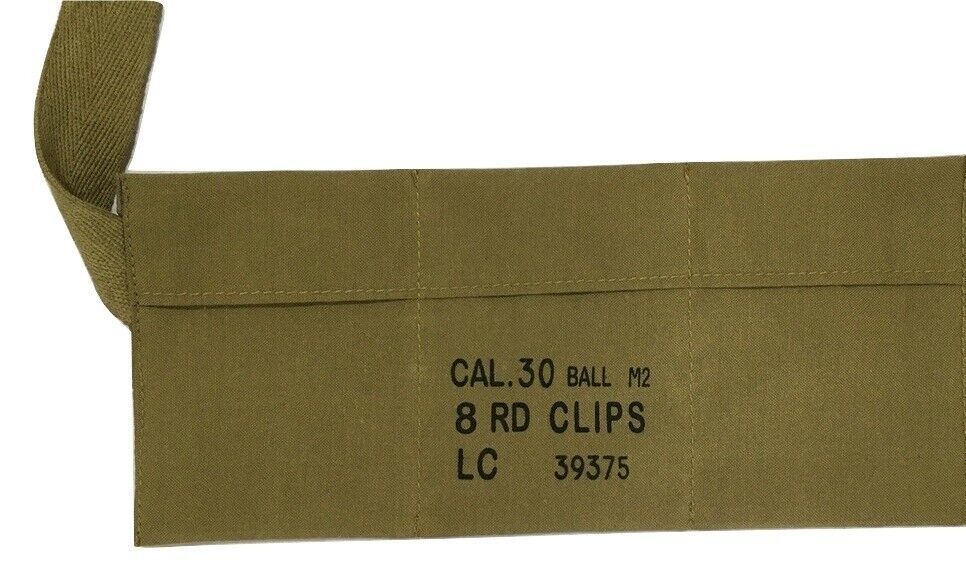 CAL.30 BALL M2
8 RD CLIPS
LC 39375